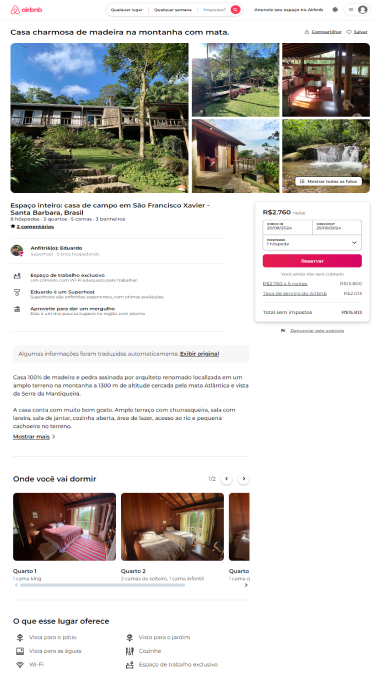 airbnb
Qualquer lugar
Qualquer semana
Hóspedes?
Anuncie seu espaço no Airbnb
Casa charmosa de madeira na montanha com mata.
Compartilhar
Salvar
Mostrar todas as fotos
Espaço inteiro: casa de campo em São Francisco Xavier -
Santa Barbara, Brasil
8 hóspedes · 3 quartos · 5 camas · 3 banheiros
2 comentários
Anfitriã(o): Eduardo
Superhost · 5 anos hospedando
Espaço de trabalho exclusivo
Um cômodo com Wi-Fi adequado para trabalhar.
Eduardo é um Superhost
Superhosts são anfitriões experientes, com ótimas avaliações.
Aproveite para dar um mergulho
Este é um dos poucos lugares na região com piscina.
R$2.760 noite
CHECK-IN
CHECKOUT
HÓSPEDES
1 hóspede
Reservar
Você ainda não será cobrado
R$2.760 x 5 noites
R$13.800
Taxa de serviço do Airbnb
R$2.013
Total sem impostos
R$15.813
Denunciar este anúncio
Algumas informações foram traduzidas automaticamente. Exibir original
Casa 100% de madeira e pedra assinada por arquiteto renomado localizada em um
amplo terreno na montanha a 1300 m de altitude cercada pela mata Atlântica e vista
da Serra da Mantiqueira.
A casa conta com muito bom gosto. Amplo terraço com churrasqueira, sala com
lareira, sala de jantar, cozinha aberta, área de lazer, acesso ao rio e pequena
cachoeira no terreno.
Mostrar mais
Onde você vai dormir
1/2
Quarto 1
1 cama king
Quarto 2
2 camas de solteiro, 1 cama infantil
Quarto
1 cama
O que esse lugar oferece
Vista para o pátio
Vista para o jardim
Vista para as águas
Cozinha
Wi-Fi
Espaço de trabalho exclusivo